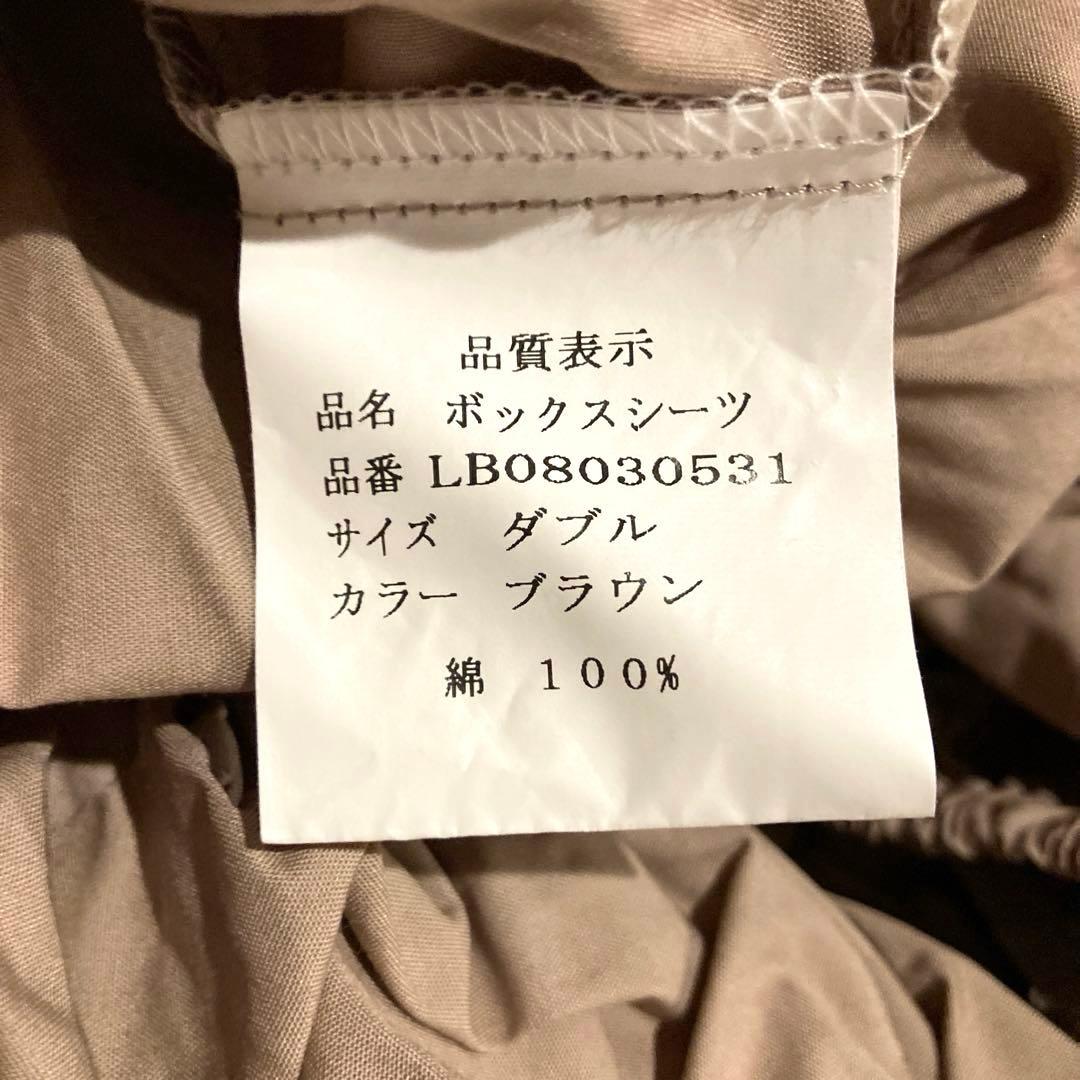 品質表示
品名 ボックスシーツ
品番 LB08030531
サイズ ダブル
カラー ブラウン
綿 100%